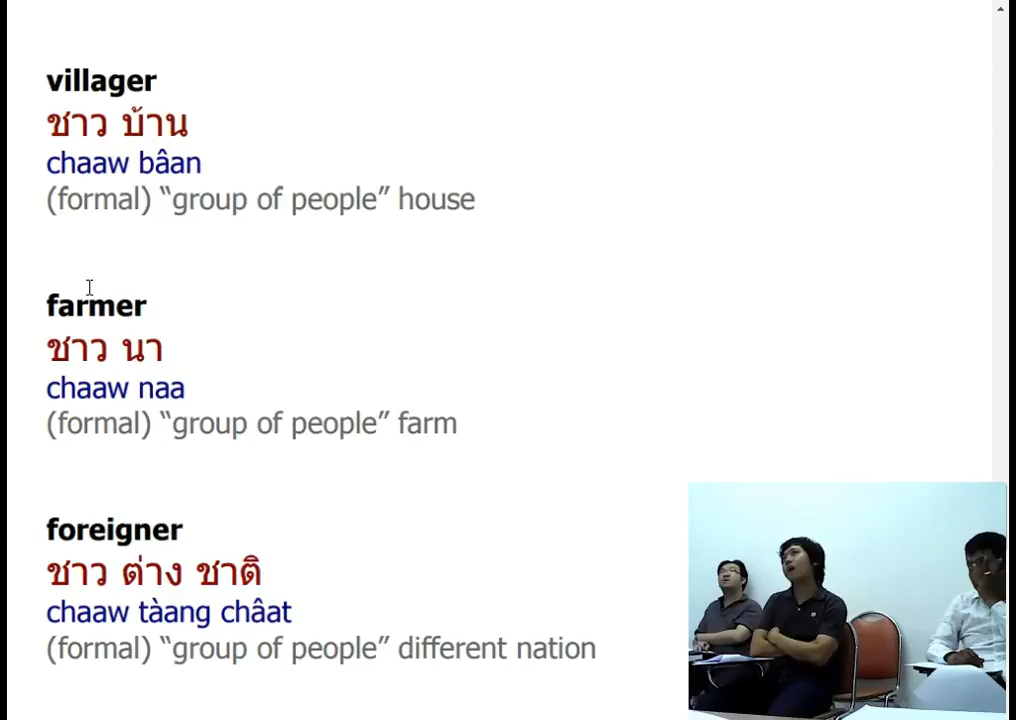 villager
ชาว บ้าน
chaaw bâan
(formal) “group of people” house
farmer
ชาว นา
chaaw naa
(formal) “group of people” farm
foreigner
ชาว ต่าง ชาติ
chaaw tàang châat
(formal) “group of people” different nation